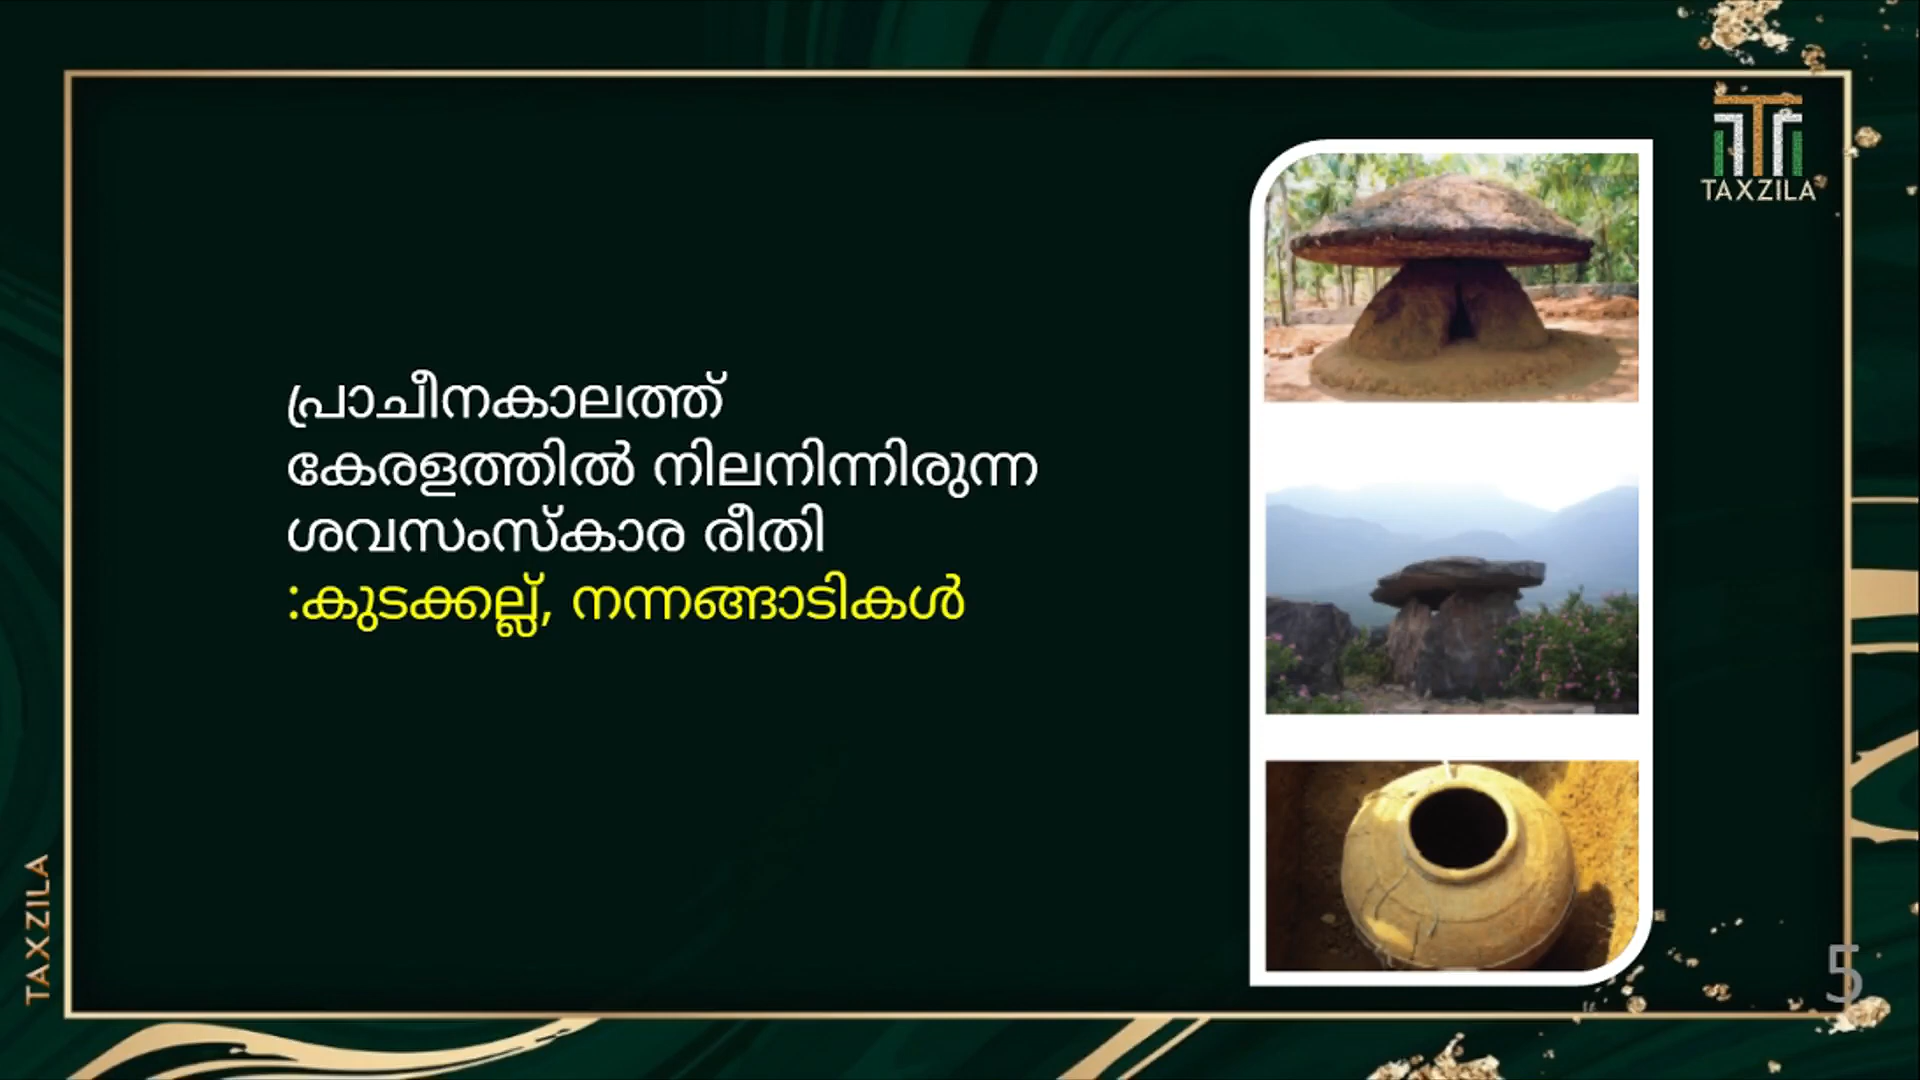 TAXZILA
പ്രാചീനകാലത്ത്
കേരളത്തിൽ നിലനിന്നിരുന്ന
ശവസംസ്കാര രീതി
:കുടക്കല്ല്, നന്നങ്ങാടികൾ
TAXZILA
5